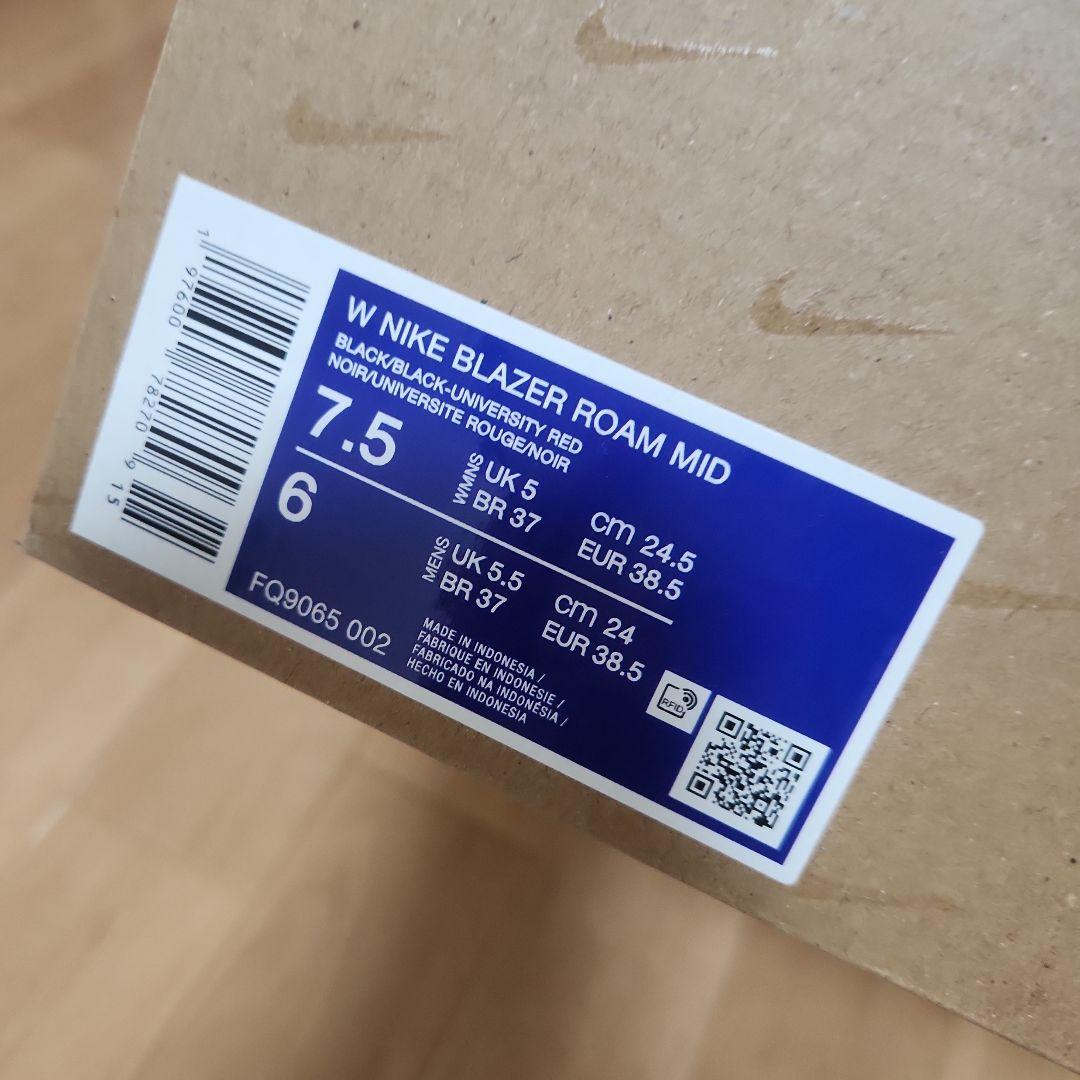 W NIKE BLAZER ROAM MID
BLACK/BLACK-UNIVERSITY RED
NOIR/UNIVERSITE ROUGE/NOIR
7.5
WMNS
UK 5
BR 37
cm 24.5
EUR 38.5
6
MENS
UK 5.5
BR 37
cm 24
EUR 38.5
FQ9065 002
MADE IN INDONESIA /
FABRIQUE EN INDONESIE /
FABRICADO NA INDONÉSIA /
HECHO EN INDONESIA
RFID
1 97600 78270 9 15